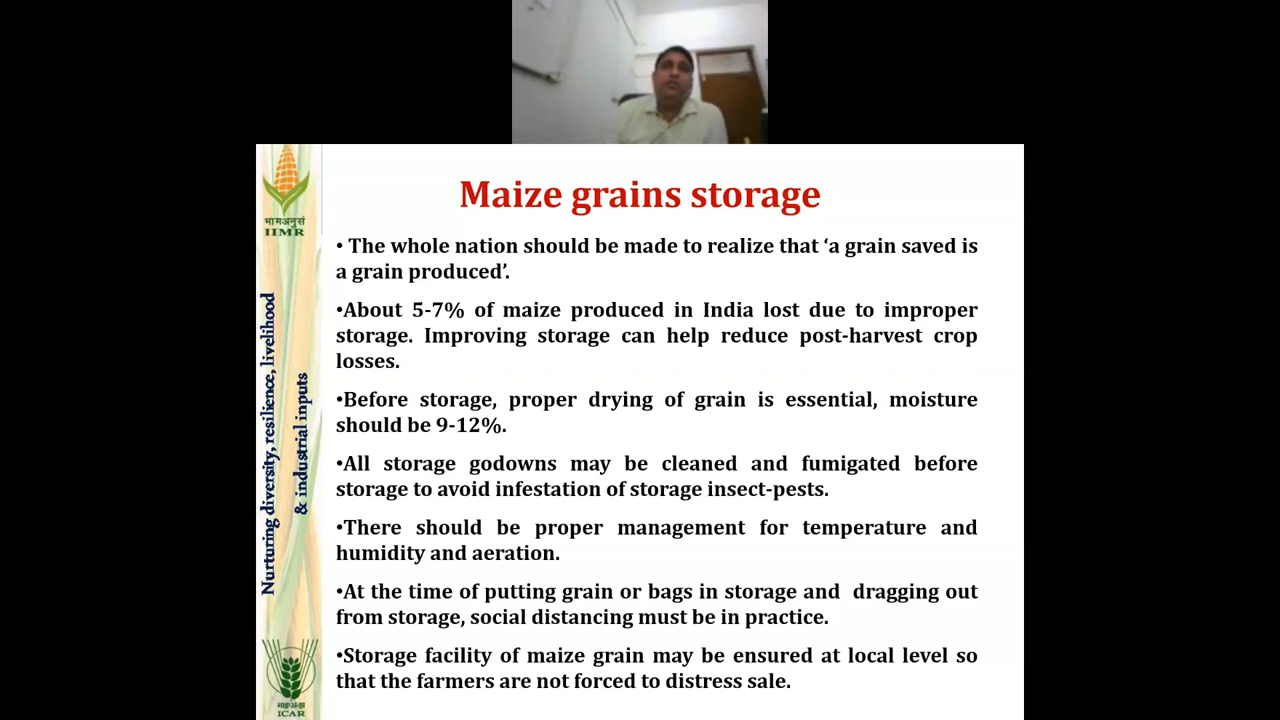 Maize grains storage
• The whole nation should be made to realize that ‘a grain saved is
a grain produced’.
•About 5-7% of maize produced in India lost due to improper
storage. Improving storage can help reduce post-harvest crop
losses.
•Before storage, proper drying of grain is essential, moisture
should be 9-12%.
•All storage godowns may be cleaned and fumigated before
storage to avoid infestation of storage insect-pests.
•There should be proper management for temperature and
humidity and aeration.
•At the time of putting grain or bags in storage and dragging out
from storage, social distancing must be in practice.
•Storage facility of maize grain may be ensured at local level so
that the farmers are not forced to distress sale.
भामअनुसं
IIMR
Nurturing diversity, resilience, livelihood
& industrial inputs
भाकृअनुप
ICAR